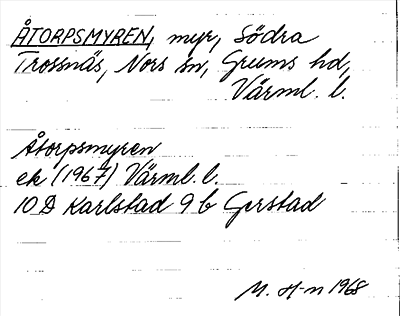 ÅTORPSMYREN, myr, Södra
Trossnäs, Nors sn, Grums hd,
Värml. l.
Åtorpsmyren
ek (1967) Värml. l.
10 D Karlstad 9 b Gerstad
M. H-n 1968